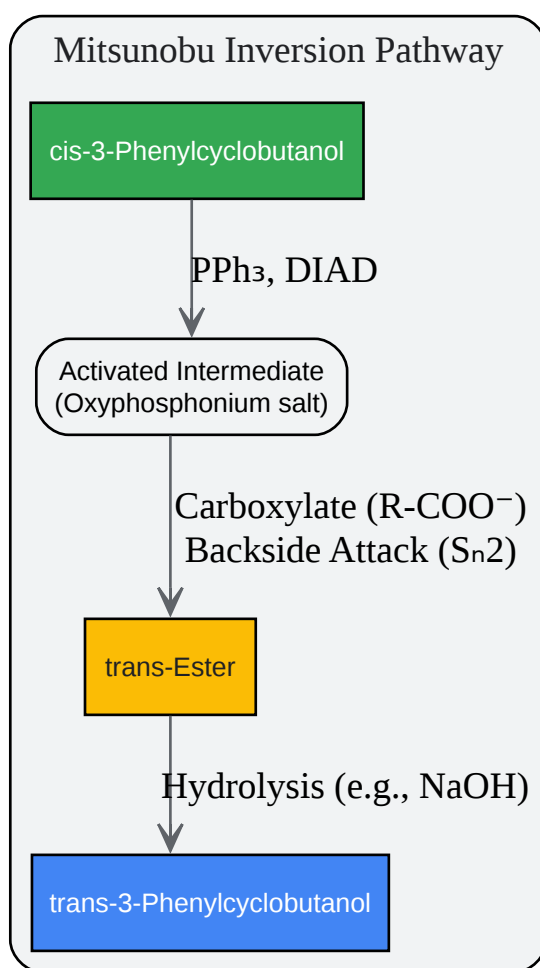 Mitsunobu Inversion Pathway
cis-3-Phenylcyclobutanol
PPh₃, DIAD
Activated Intermediate
(Oxyphosphonium salt)
Carboxylate (R-COO⁻)
Backside Attack (Sₙ2)
trans-Ester
Hydrolysis (e.g., NaOH)
trans-3-Phenylcyclobutanol